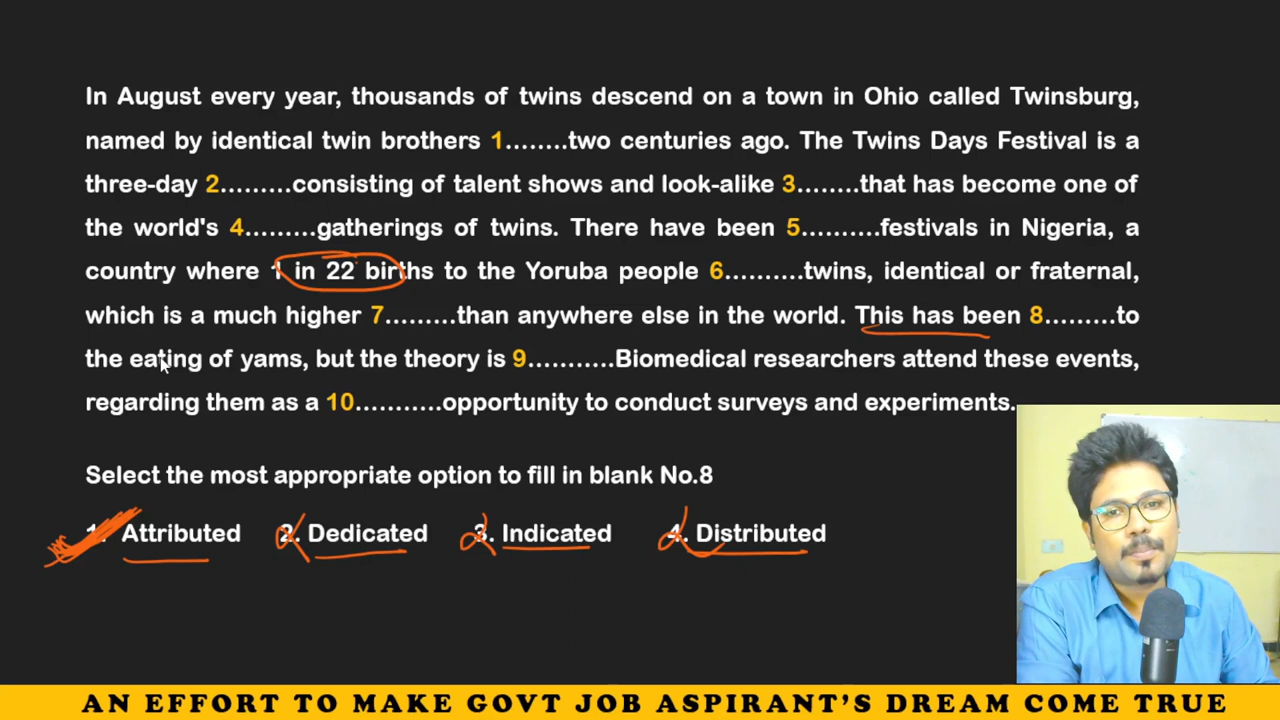 In August every year, thousands of twins descend on a town in Ohio called Twinsburg,
named by identical twin brothers 1........two centuries ago. The Twins Days Festival is a
three-day 2.........consisting of talent shows and look-alike 3........that has become one of
the world's 4.........gatherings of twins. There have been 5..........festivals in Nigeria, a
country where 1 in 22 births to the Yoruba people 6..........twins, identical or fraternal,
which is a much higher 7.........than anywhere else in the world. This has been 8.........to
the eating of yams, but the theory is 9...........Biomedical researchers attend these events,
regarding them as a 10...........opportunity to conduct surveys and experiments.
Select the most appropriate option to fill in blank No.8
1. Attributed 2. Dedicated 3. Indicated 4. Distributed
AN EFFORT TO MAKE GOVT JOB ASPIRANT'S DREAM COME TRUE